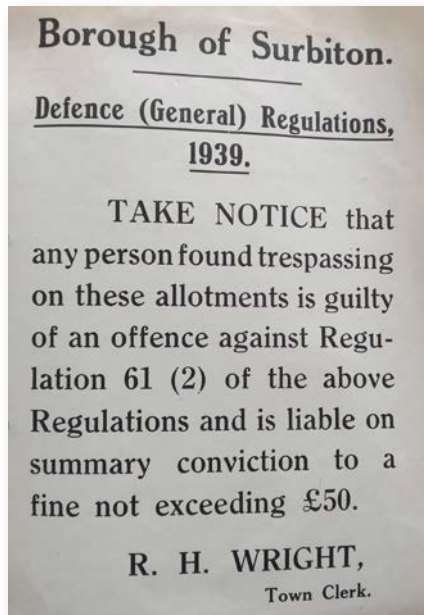 Borough of Surbiton.
Defence (General) Regulations,
1939.
TAKE NOTICE that
any person found trespassing
on these allotments is guilty
of an offence against Regu-
lation 61 (2) of the above
Regulations and is liable on
summary conviction to a
fine not exceeding £50.
R. H. WRIGHT,
Town Clerk.